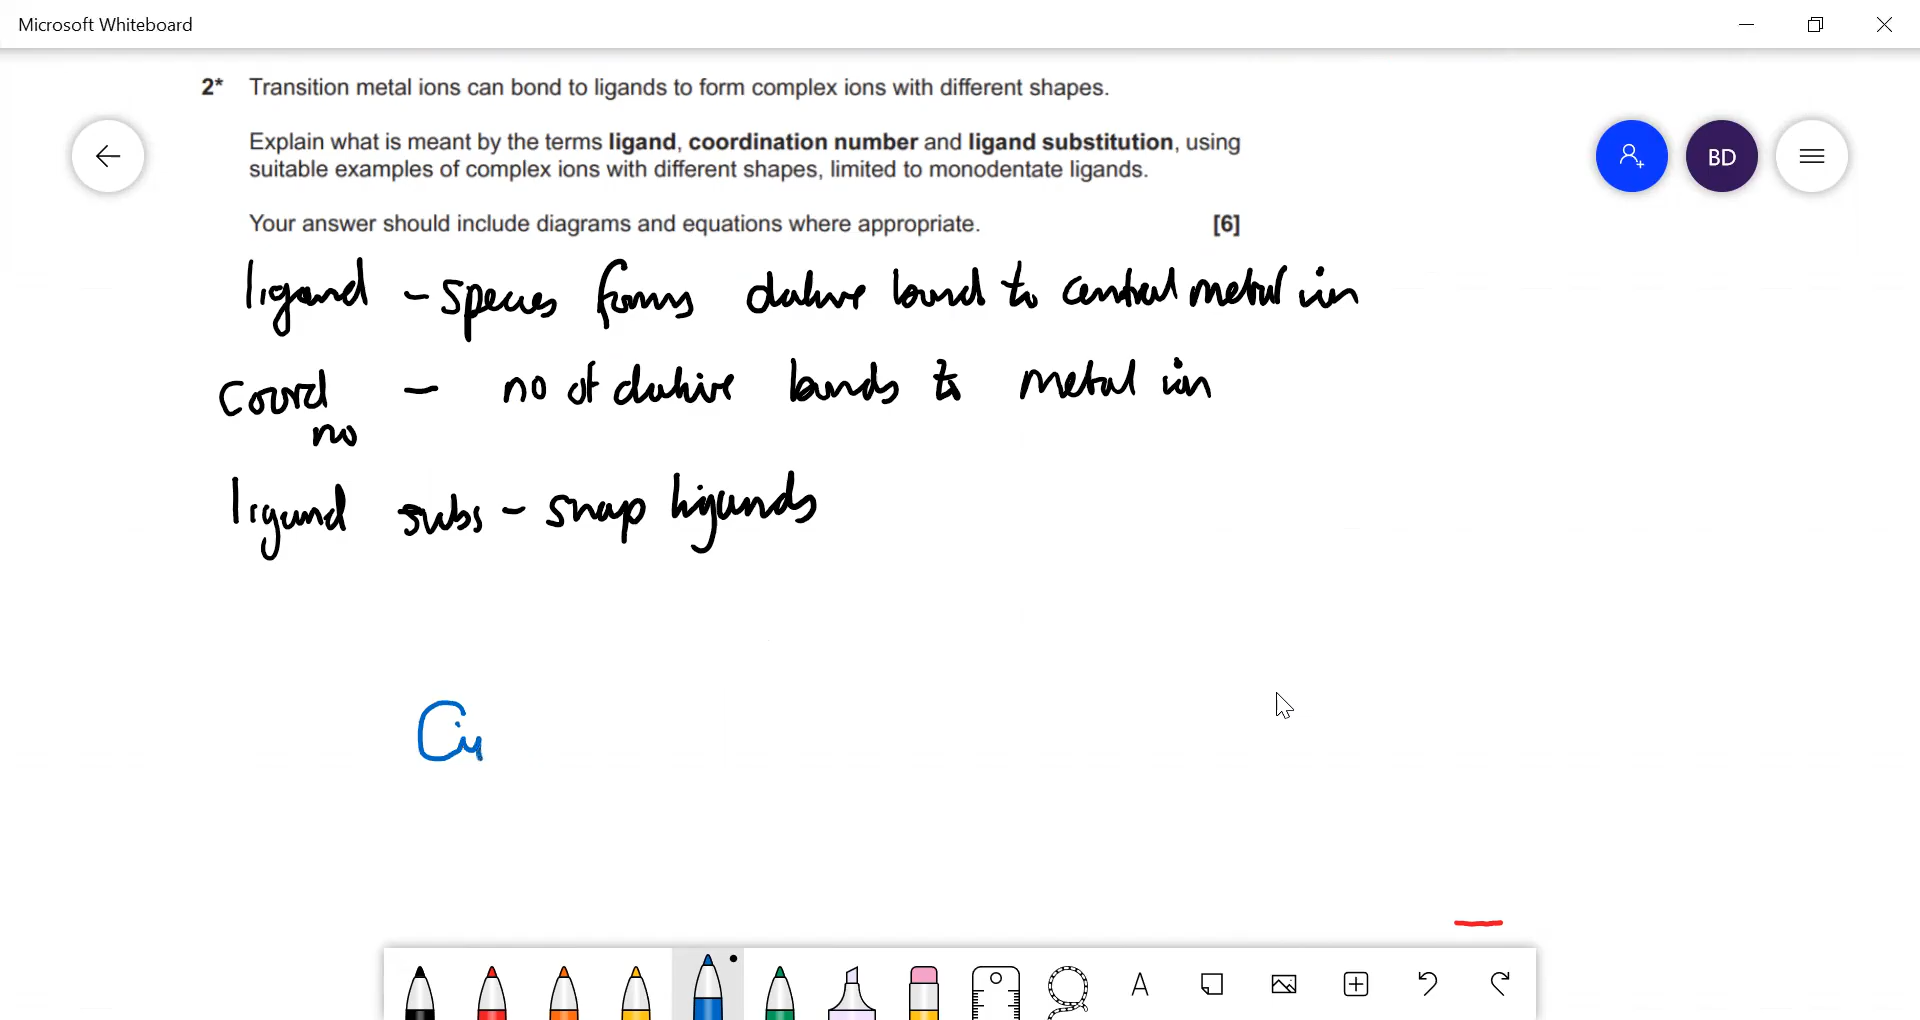 Microsoft Whiteboard
2* Transition metal ions can bond to ligands to form complex ions with different shapes.
Explain what is meant by the terms ligand, coordination number and ligand substitution, using
suitable examples of complex ions with different shapes, limited to monodentate ligands.
BD
Your answer should include diagrams and equations where appropriate. [6]
ligand - species forms dative bond to central metal ion
coord - no of dative bonds to metal ion
no
ligand subs - swap ligands
Cu
A